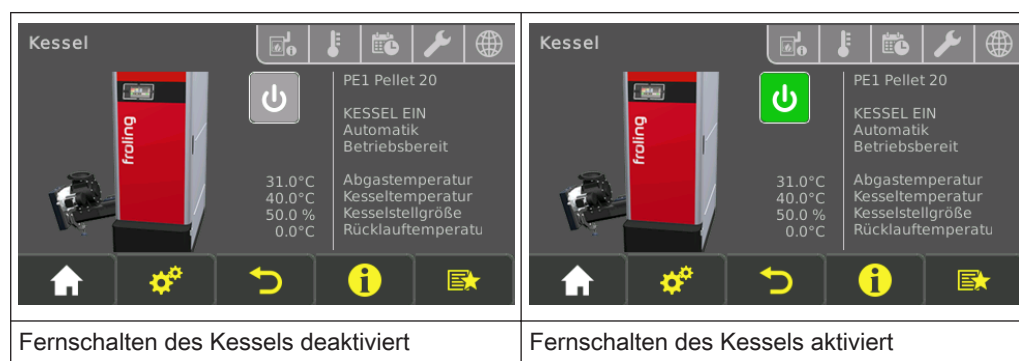 Kessel
PE1 Pellet 20
KESSEL EIN
Automatik
Betriebsbereit
froling
31.0°C Abgastemperatur
40.0°C Kesseltemperatur
50.0 % Kesselstellgröße
0.0°C Rücklauftemperatu
Fernschalten des Kessels deaktiviert
Kessel
PE1 Pellet 20
KESSEL EIN
Automatik
Betriebsbereit
froling
31.0°C Abgastemperatur
40.0°C Kesseltemperatur
50.0 % Kesselstellgröße
0.0°C Rücklauftemperatu
Fernschalten des Kessels aktiviert